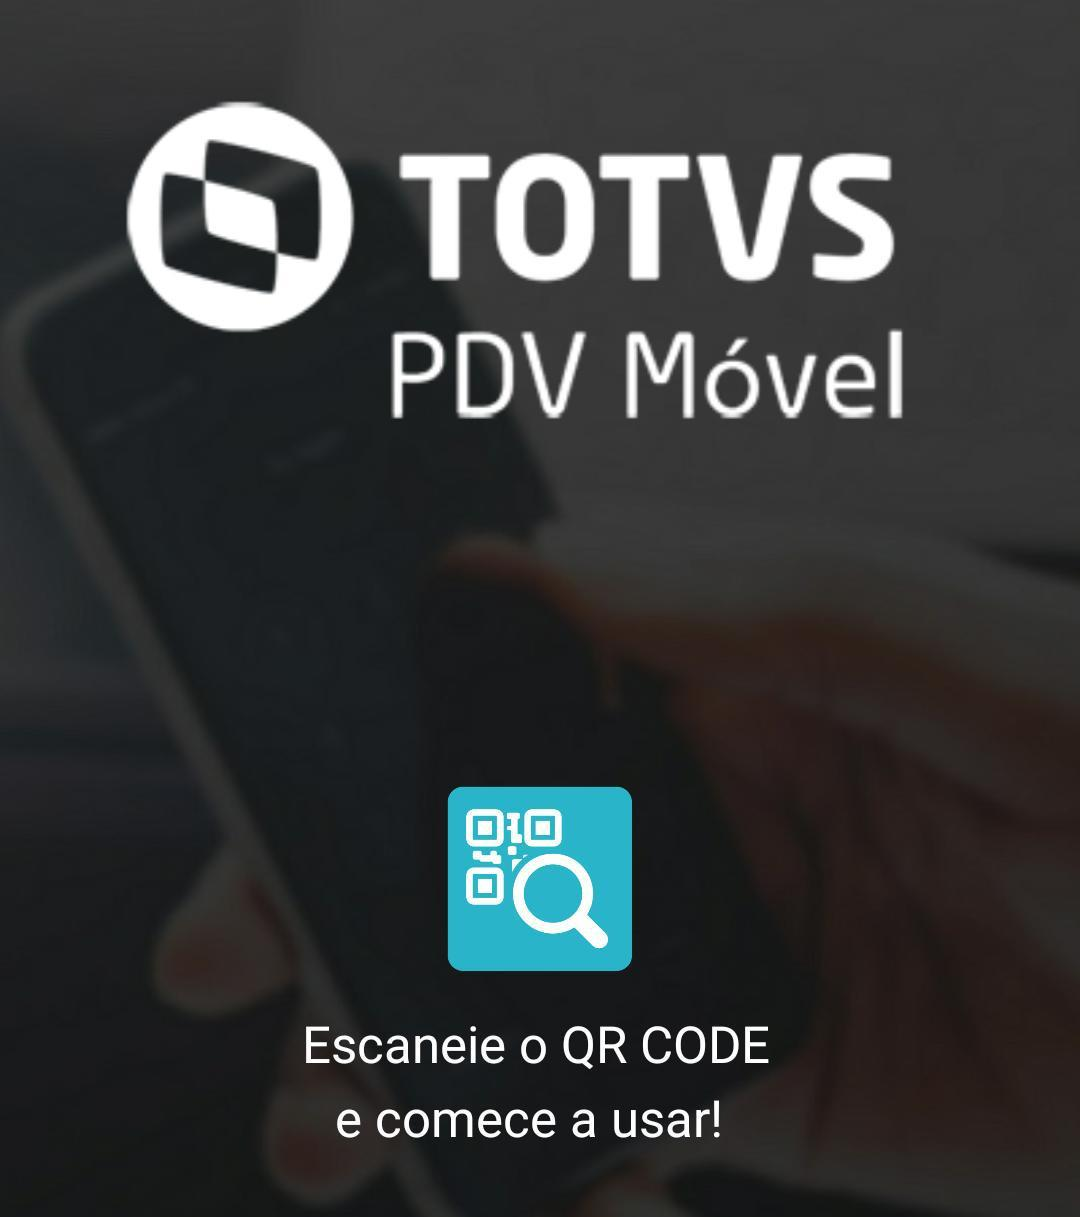 TOTVS
PDV Móvel
Escaneie o QR CODE
e comece a usar!